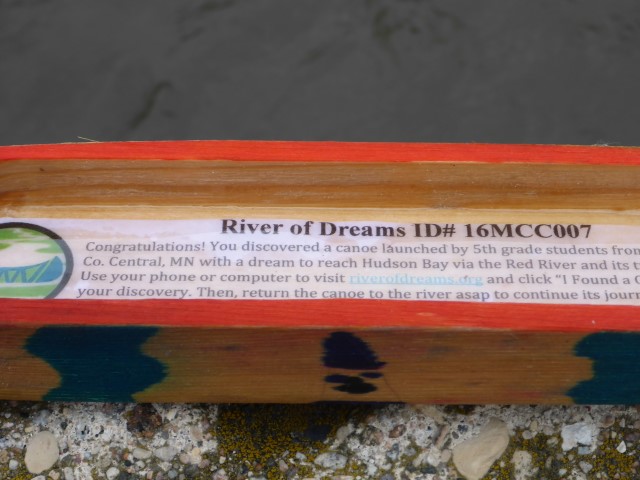 River of Dreams ID# 16MCC007
Congratulations! You discovered a canoe launched by 5th grade students from
Co. Central, MN with a dream to reach Hudson Bay via the Red River and its
Use your phone or computer to visit riverofdreams.org and click "I Found a
your discovery. Then, return the canoe to the river asap to continue its